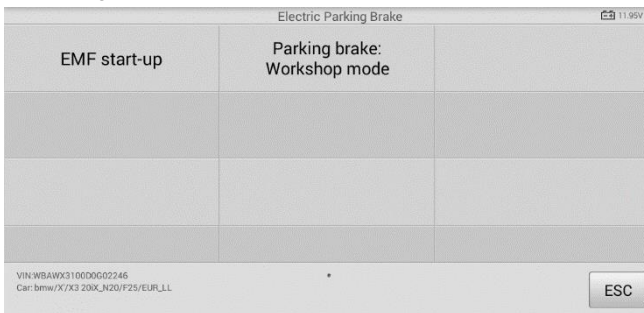 Electric Parking Brake
11.95V
EMF start-up
Parking brake:
Workshop mode
VIN:WBAWX3100D0G02246
Car: bmw/X'/X3 20iX_N20/F25/EUR_LL
ESC